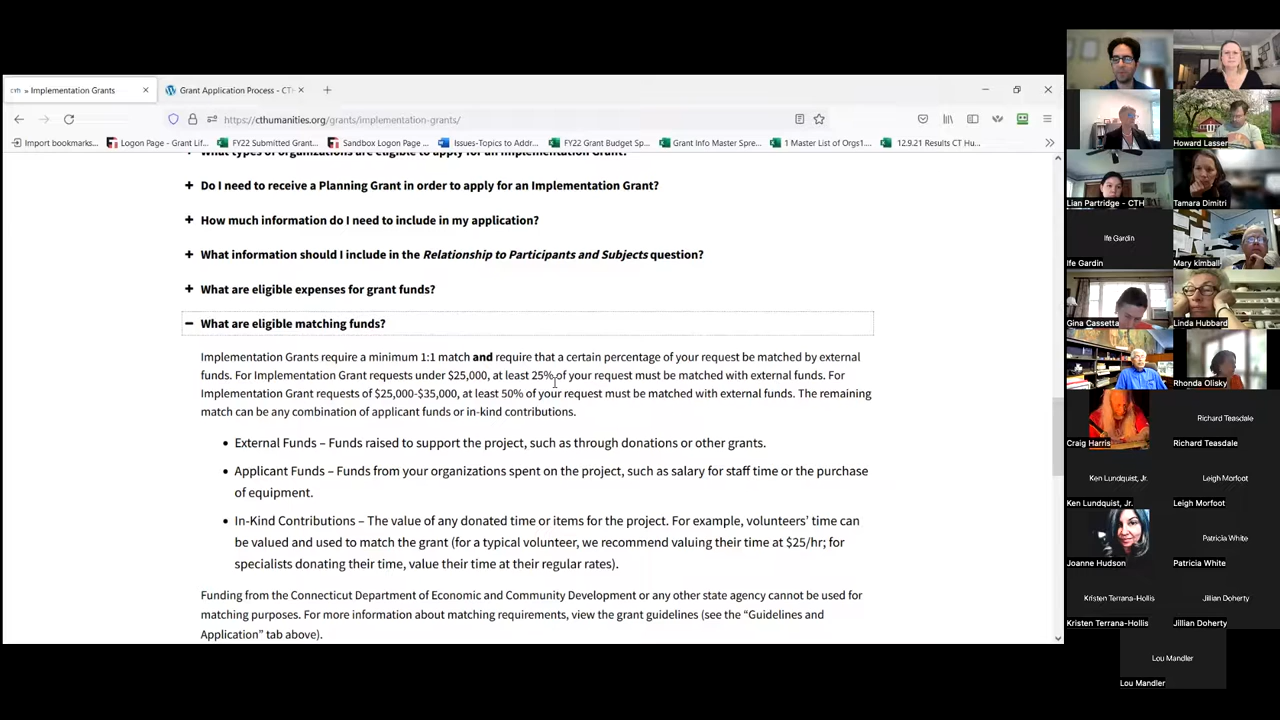 cth » Implementation Grants
Grant Application Process - CTH
https://cthumanities.org/grants/implementation-grants/
Import bookmarks... Logon Page - Grant Lif... FY22 Submitted Grant... Sandbox Logon Page ... Issues-Topics to Addr... FY22 Grant Budget Sp... Grant Info Master Spre... 1 Master List of Orgs1... 12.9.21 Results CT Hu...
What types of organizations are eligible to apply for an Implementation Grant?
+ Do I need to receive a Planning Grant in order to apply for an Implementation Grant?
+ How much information do I need to include in my application?
+ What information should I include in the Relationship to Participants and Subjects question?
+ What are eligible expenses for grant funds?
− What are eligible matching funds?
Implementation Grants require a minimum 1:1 match and require that a certain percentage of your request be matched by external
funds. For Implementation Grant requests under $25,000, at least 25% of your request must be matched with external funds. For
Implementation Grant requests of $25,000-$35,000, at least 50% of your request must be matched with external funds. The remaining
match can be any combination of applicant funds or in-kind contributions.
• External Funds – Funds raised to support the project, such as through donations or other grants.
• Applicant Funds – Funds from your organizations spent on the project, such as salary for staff time or the purchase
of equipment.
• In-Kind Contributions – The value of any donated time or items for the project. For example, volunteers' time can
be valued and used to match the grant (for a typical volunteer, we recommend valuing their time at $25/hr; for
specialists donating their time, value their time at their regular rates).
Funding from the Connecticut Department of Economic and Community Development or any other state agency cannot be used for
matching purposes. For more information about matching requirements, view the grant guidelines (see the “Guidelines and
Application” tab above).
Howard Lasser
Lian Partridge - CTH
Tamara Dimitri
Ife Gardin
Ife Gardin
Mary kimball
Gina Cassetta
Linda Hubbard
Rhonda Olisky
Craig Harris
Richard Teasdale
Richard Teasdale
Ken Lundquist, Jr.
Leigh Morfoot
Ken Lundquist, Jr.
Leigh Morfoot
Joanne Hudson
Patricia White
Patricia White
Kristen Terrana-Hollis
Jillian Doherty
Kristen Terrana-Hollis
Jillian Doherty
Lou Mandler
Lou Mandler